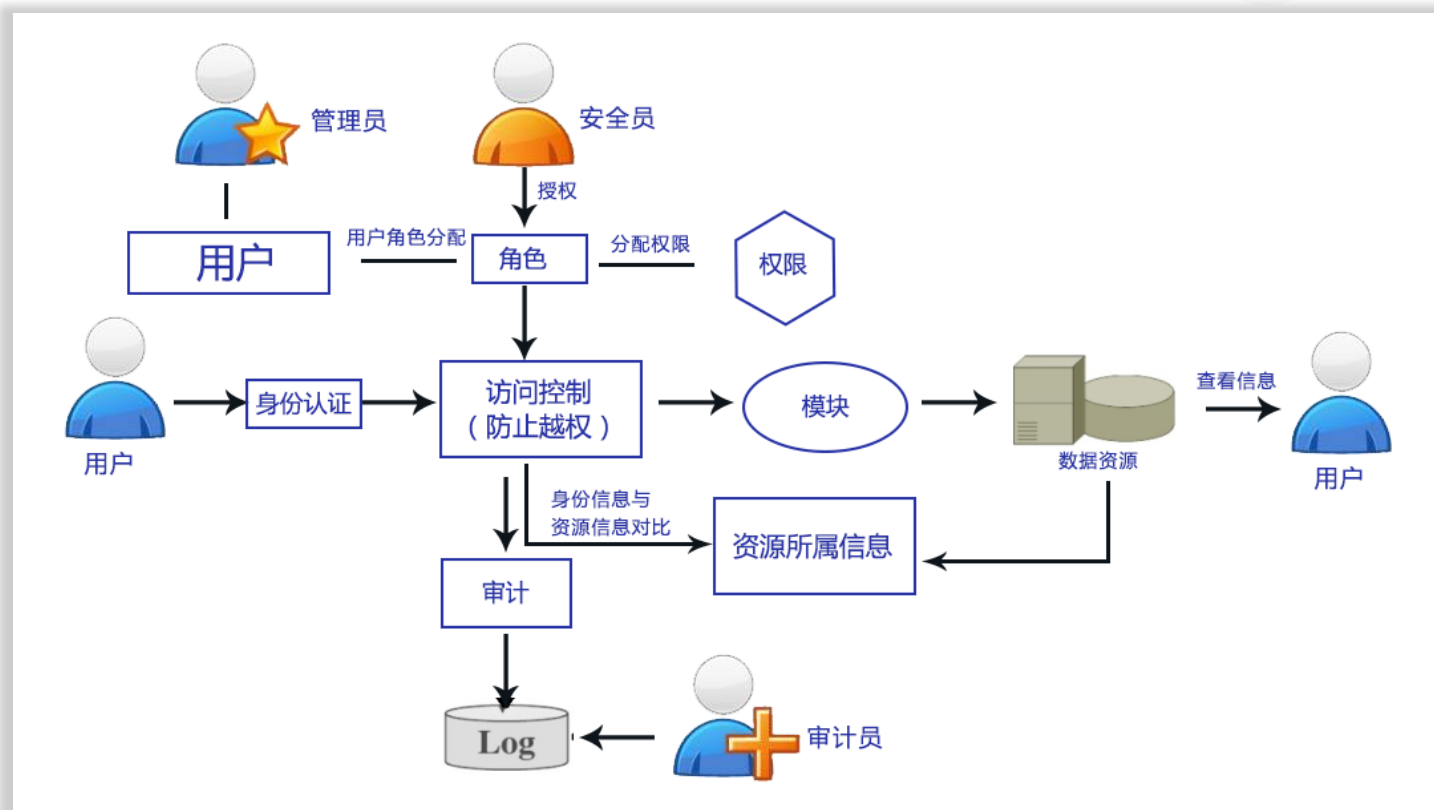 管理员
安全员
授权
用户
用户角色分配
角色
分配权限
权限
用户
身份认证
访问控制
（防止越权）
模块
数据资源
查看信息
用户
身份信息与
资源信息对比
资源所属信息
审计
Log
审计员